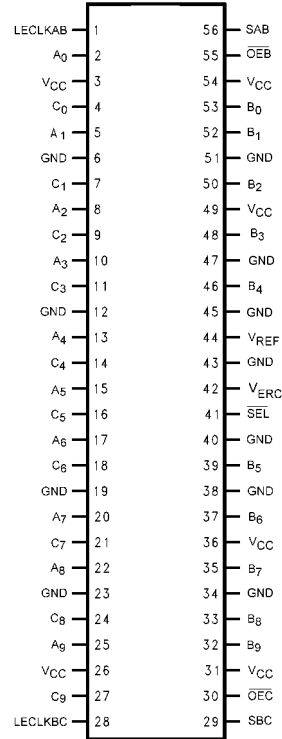 LECLKAB 1 56 SAB
A0 2 55 OEB
VCC 3 54 VCC
C0 4 53 B0
A1 5 52 B1
GND 6 51 GND
C1 7 50 B2
A2 8 49 VCC
C2 9 48 B3
A3 10 47 GND
C3 11 46 B4
GND 12 45 GND
A4 13 44 VREF
C4 14 43 GND
A5 15 42 VERC
C5 16 41 SEL
A6 17 40 GND
C6 18 39 B5
GND 19 38 GND
A7 20 37 B6
C7 21 36 VCC
A8 22 35 B7
GND 23 34 GND
C8 24 33 B8
A9 25 32 B9
VCC 26 31 VCC
C9 27 30 OEC
LECLKBC 28 29 SBC